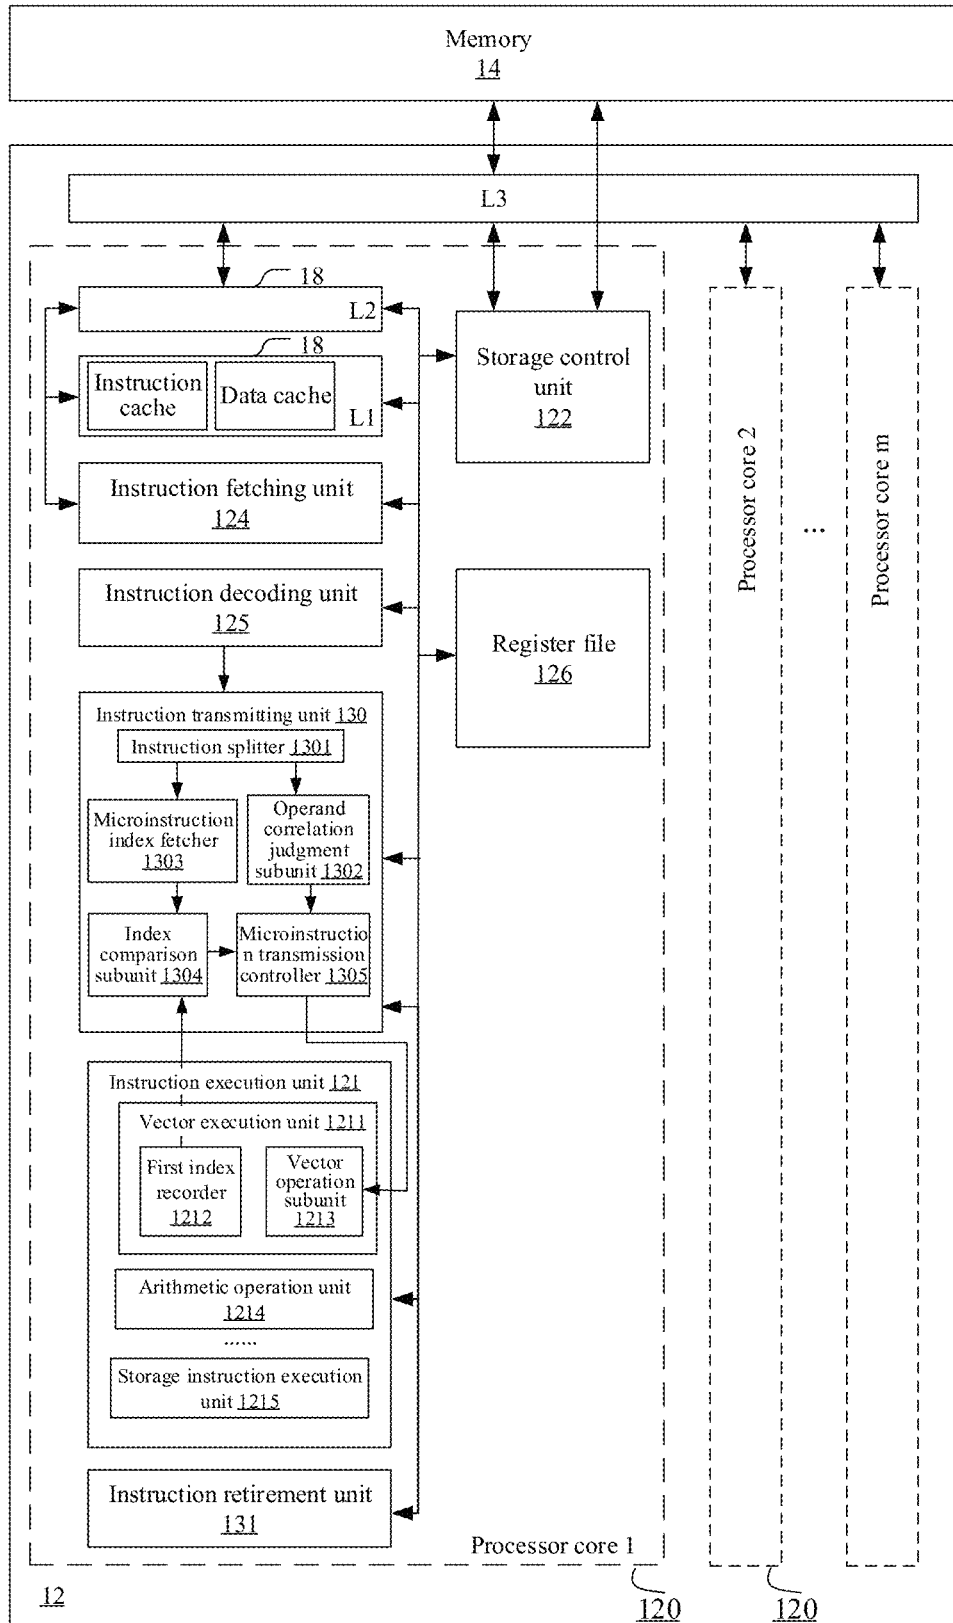 Memory
14
L3
18
L2
18
Instruction
cache
Data cache
L1
Storage control
unit
122
Instruction fetching unit
124
Instruction decoding unit
125
Register file
126
Processor core 2
...
Processor core m
Instruction transmitting unit 130
Instruction splitter 1301
Microinstruction
index fetcher
1303
Operand
correlation
judgment
subunit 1302
Index
comparison
subunit 1304
Microinstructio
n transmission
controller 1305
Instruction execution unit 121
Vector execution unit 1211
First index
recorder
1212
Vector
operation
subunit
1213
Arithmetic operation unit
1214
......
Storage instruction execution
unit 1215
Instruction retirement unit
131
Processor core 1
12
120
120